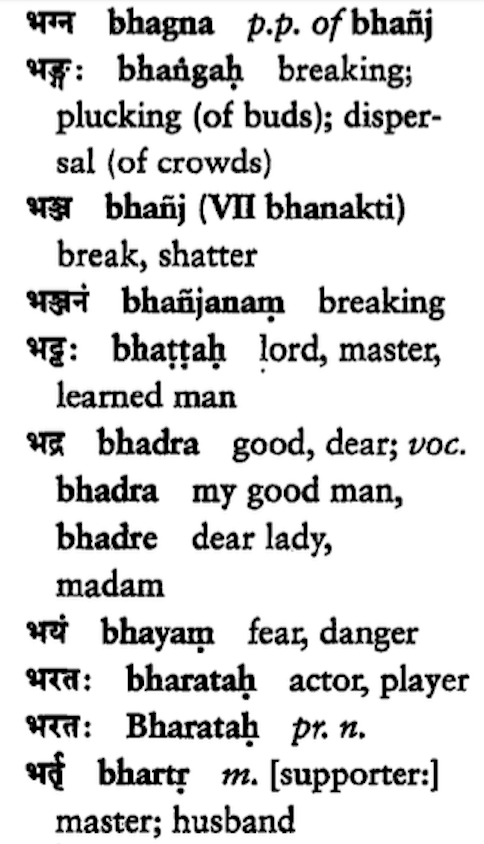 भग्न bhagna p.p. of bhañj
भङ्गः bhaṅgaḥ breaking;
plucking (of buds); disper-
sal (of crowds)
भञ्ज bhañj (VII bhanakti)
break, shatter
भञ्जनं bhañjanaṃ breaking
भट्टः bhaṭṭaḥ lord, master,
learned man
भद्र bhadra good, dear; voc.
bhadra my good man,
bhadre dear lady,
madam
भयं bhayaṃ fear, danger
भरतः bharataḥ actor, player
भरतः Bharataḥ pr. n.
भर्तृ bhartṛ m. [supporter:]
master; husband